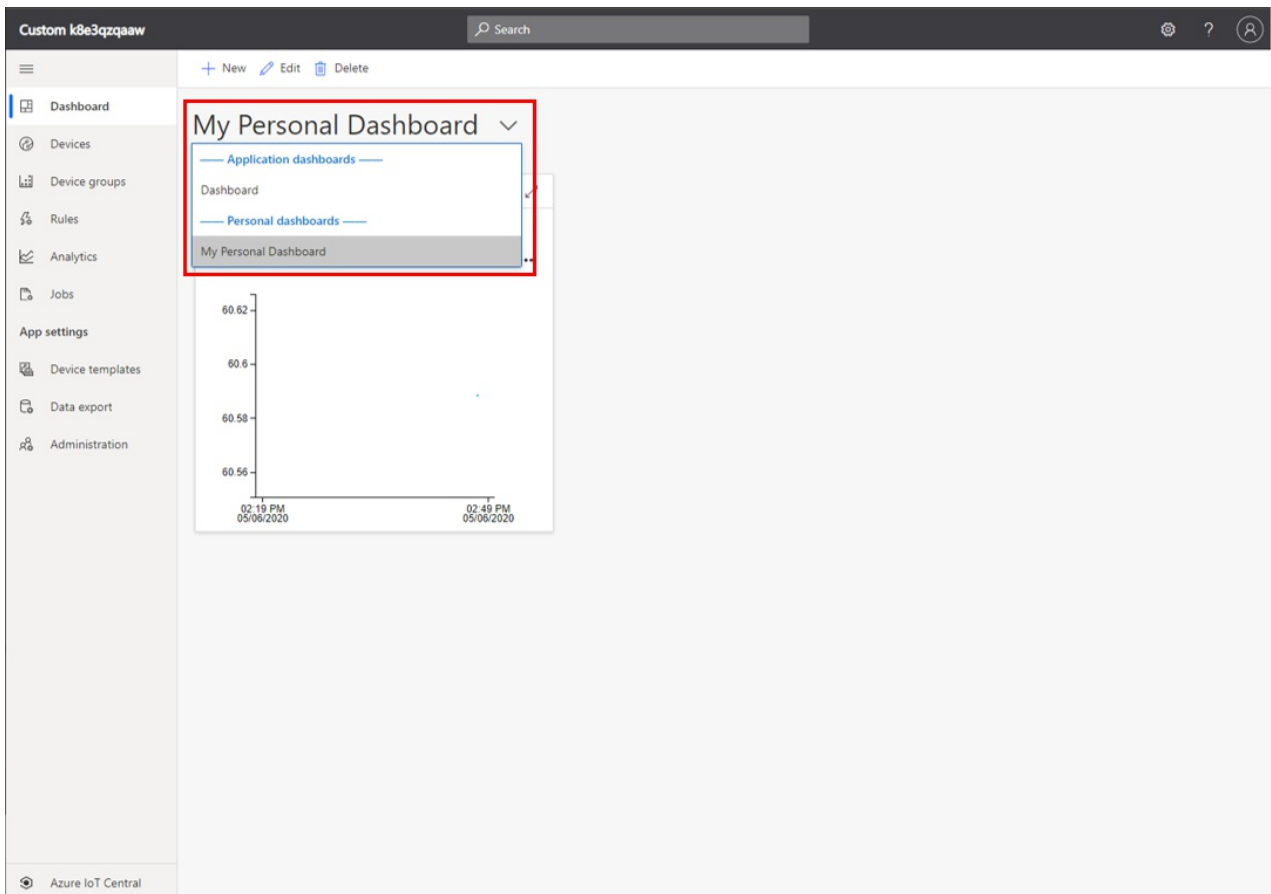 Custom k8e3qzqaaw
Search
?
New Edit Delete
Dashboard
Devices
Device groups
Rules
Analytics
Jobs
App settings
Device templates
Data export
Administration
Azure IoT Central
My Personal Dashboard
Application dashboards
Dashboard
Personal dashboards
My Personal Dashboard
60.62
60.6
60.58
60.56
02:19 PM 02:49 PM
05/06/2020 05/06/2020